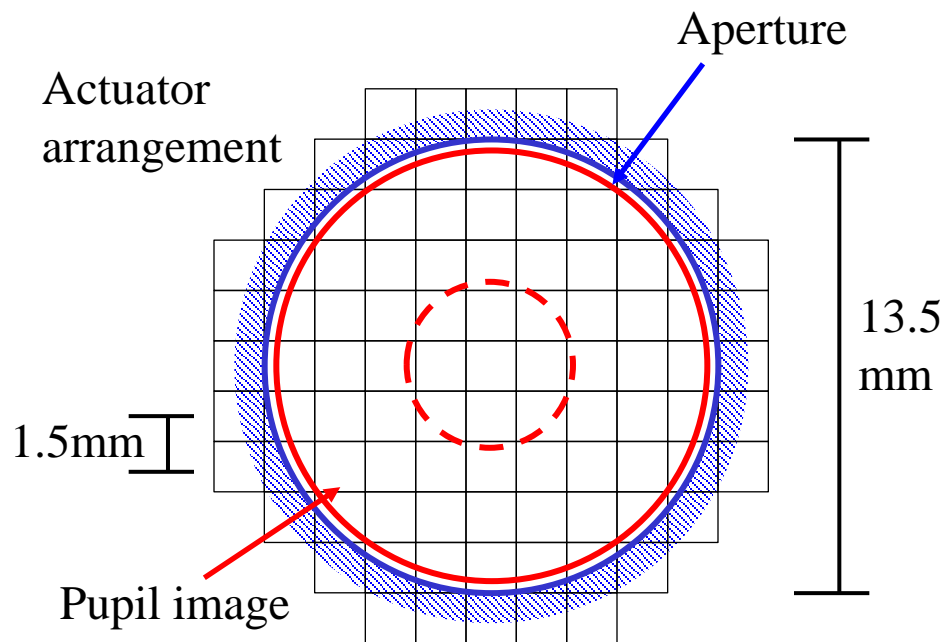 Aperture
Actuator
arrangement
13.5
mm
1.5mm
Pupil image